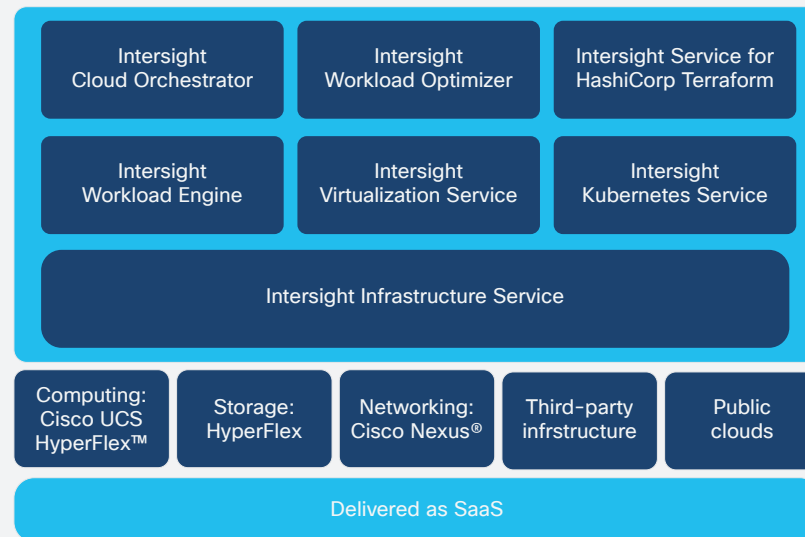 Intersight
Cloud Orchestrator
Intersight
Workload Optimizer
Intersight Service for
HashiCorp Terraform
Intersight
Workload Engine
Intersight
Virtualization Service
Intersight
Kubernetes Service
Intersight Infrastructure Service
Computing:
Cisco UCS
HyperFlex™
Storage:
HyperFlex
Networking:
Cisco Nexus®
Third-party
infrstructure
Public
clouds
Delivered as SaaS